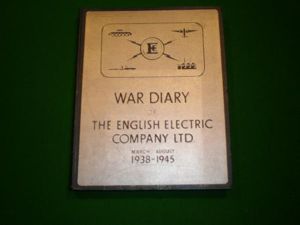 E
WAR DIARY
OF
THE ENGLISH ELECTRIC
COMPANY LTD
MARCH AUGUST
1938-1945